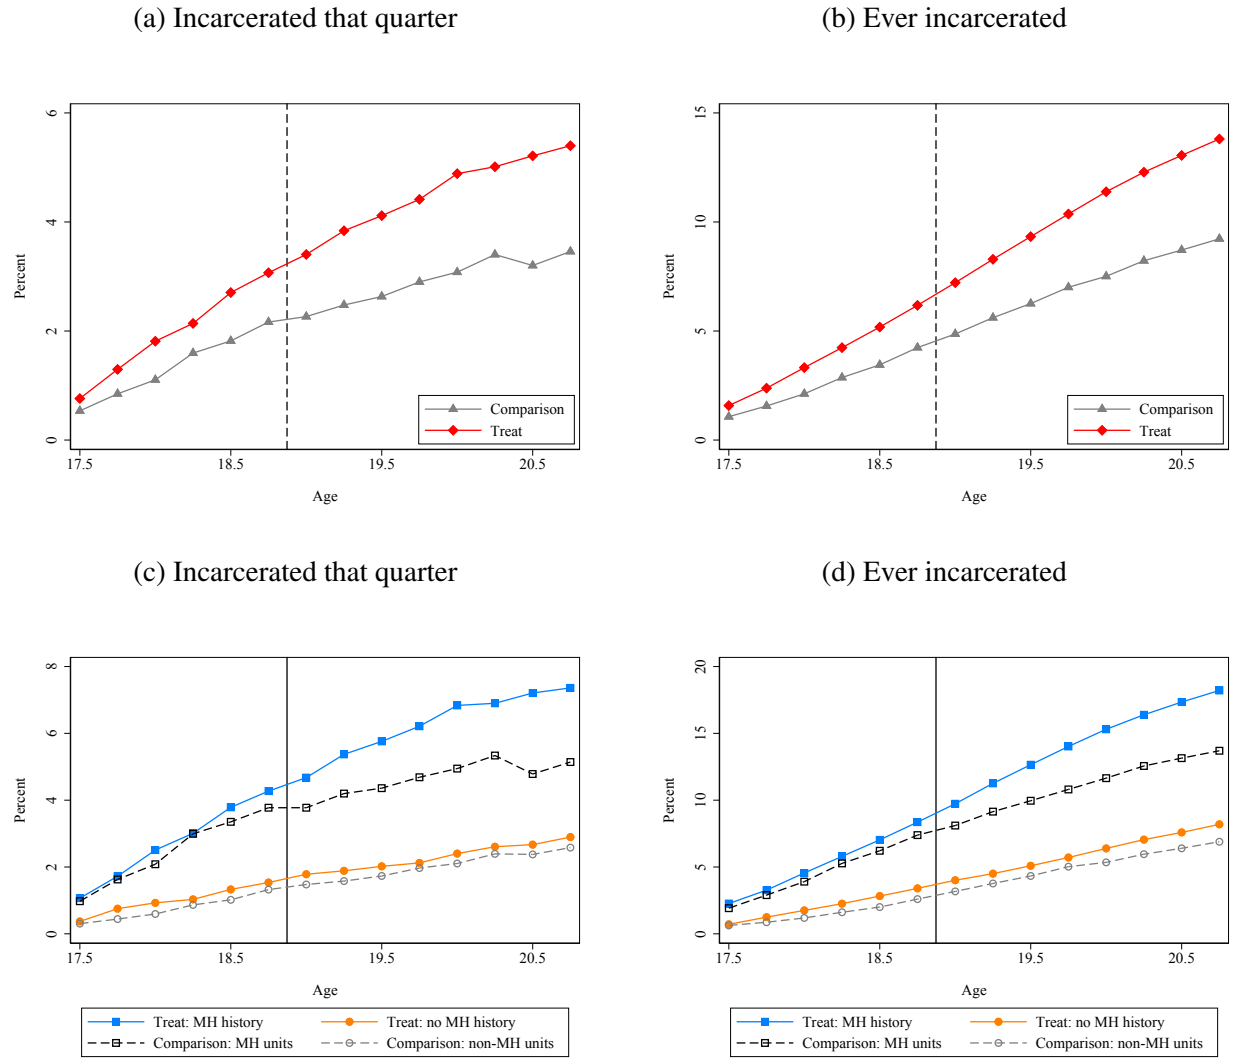 (a) Incarcerated that quarter
Percent
6
4
2
0
17.5
18.5
19.5
20.5
Age
Comparison
Treat
(b) Ever incarcerated
Percent
15
10
5
0
17.5
18.5
19.5
20.5
Age
Comparison
Treat
(c) Incarcerated that quarter
Percent
8
6
4
2
0
17.5
18.5
19.5
20.5
Age
Treat: MH history
Treat: no MH history
Comparison: MH units
Comparison: non-MH units
(d) Ever incarcerated
Percent
20
15
10
5
0
17.5
18.5
19.5
20.5
Age
Treat: MH history
Treat: no MH history
Comparison: MH units
Comparison: non-MH units